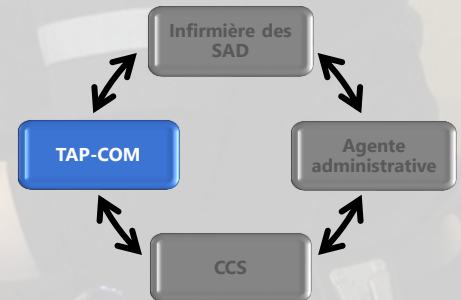 Infirmière des
SAD
TAP-COM
Agente
administrative
CCS